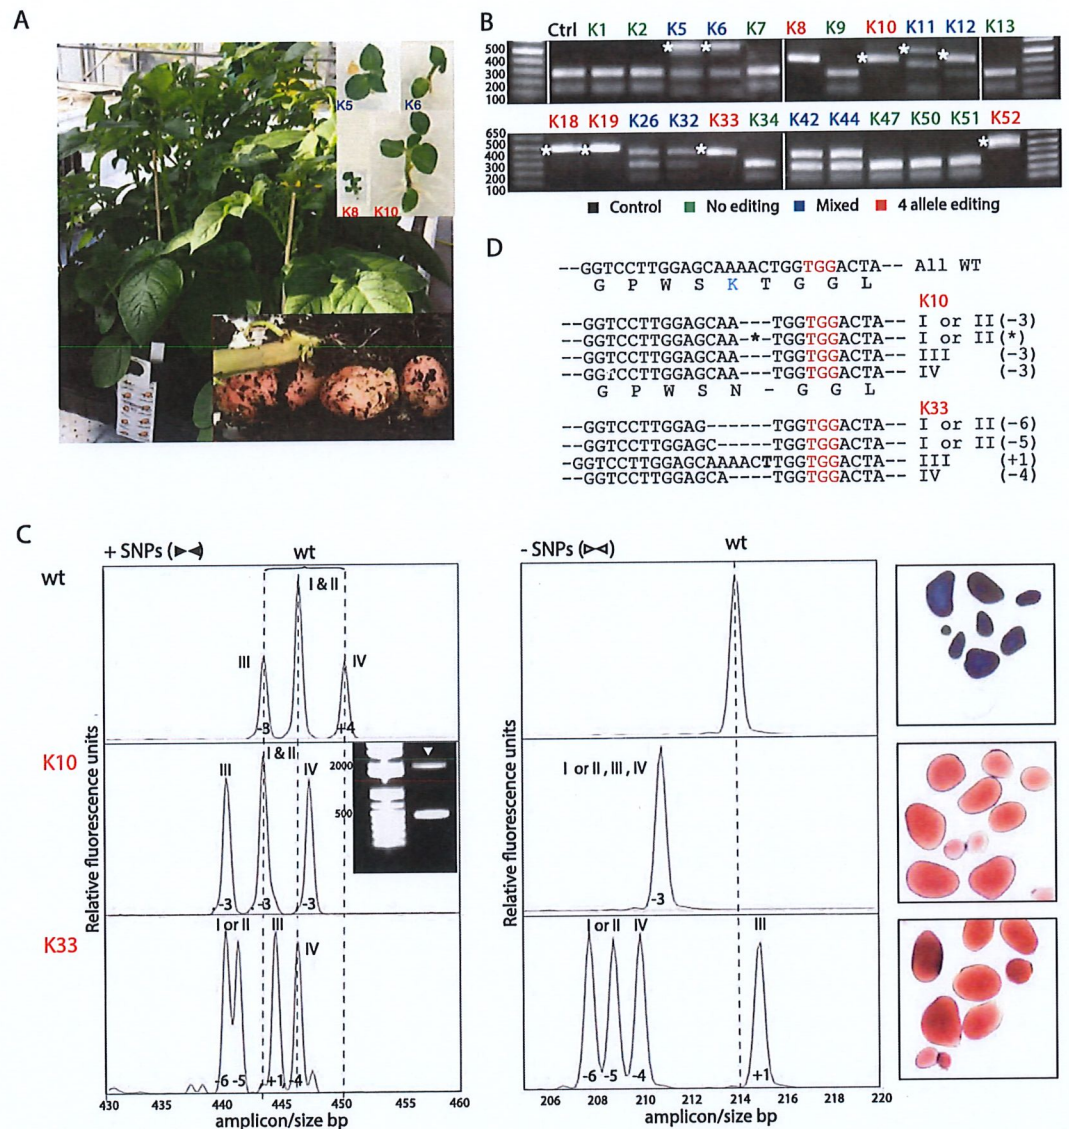 A
K5
K6
K8
K10
B
Ctrl K1 K2 K5 K6 K7 K8 K9 K10 K11 K12 K13
500
400
300
200
100
K18 K19 K26 K32 K33 K34 K42 K44 K47 K50 K51 K52
650
500
400
300
200
100
Control No editing Mixed 4 allele editing
D
--GGTCCTTGGAGCAAAACTGGTGGACTA-- All WT
G P W S K T G G L
K10
--GGTCCTTGGAGCAA---TGGTGGACTA-- I or II(-3)
--GGTCCTTGGAGCAA-*-TGGTGGACTA-- I or II(*)
--GGTCCTTGGAGCAA---TGGTGGACTA-- III (-3)
--GGTCCTTGGAGCAA---TGGTGGACTA-- IV (-3)
G P W S N - G G L
K33
--GGTCCTTGGAG------TGGTGGACTA-- I or II(-6)
--GGTCCTTGGAGC-----TGGTGGACTA-- I or II(-5)
--GGTCCTTGGAGCAAAACTTGGTGGACTA-- III (+1)
--GGTCCTTGGAGCA----TGGTGGACTA-- IV (-4)
C
+ SNPs (▶◀)
wt
wt
I & II
III
IV
-3
+4
K10
III
I & II
IV
-3
-3
-3
2000
500
K33
I or II
III
IV
-6 -5 +1 -4
Relative fluorescence units
430 435 440 445 450 455 460
amplicon/size bp
- SNPs (▷◁)
wt
I or II , III , IV
-3
I or II IV III
-6 -5 -4 +1
Relative fluorescence units
206 208 210 212 214 216 218 220
amplicon/size bp